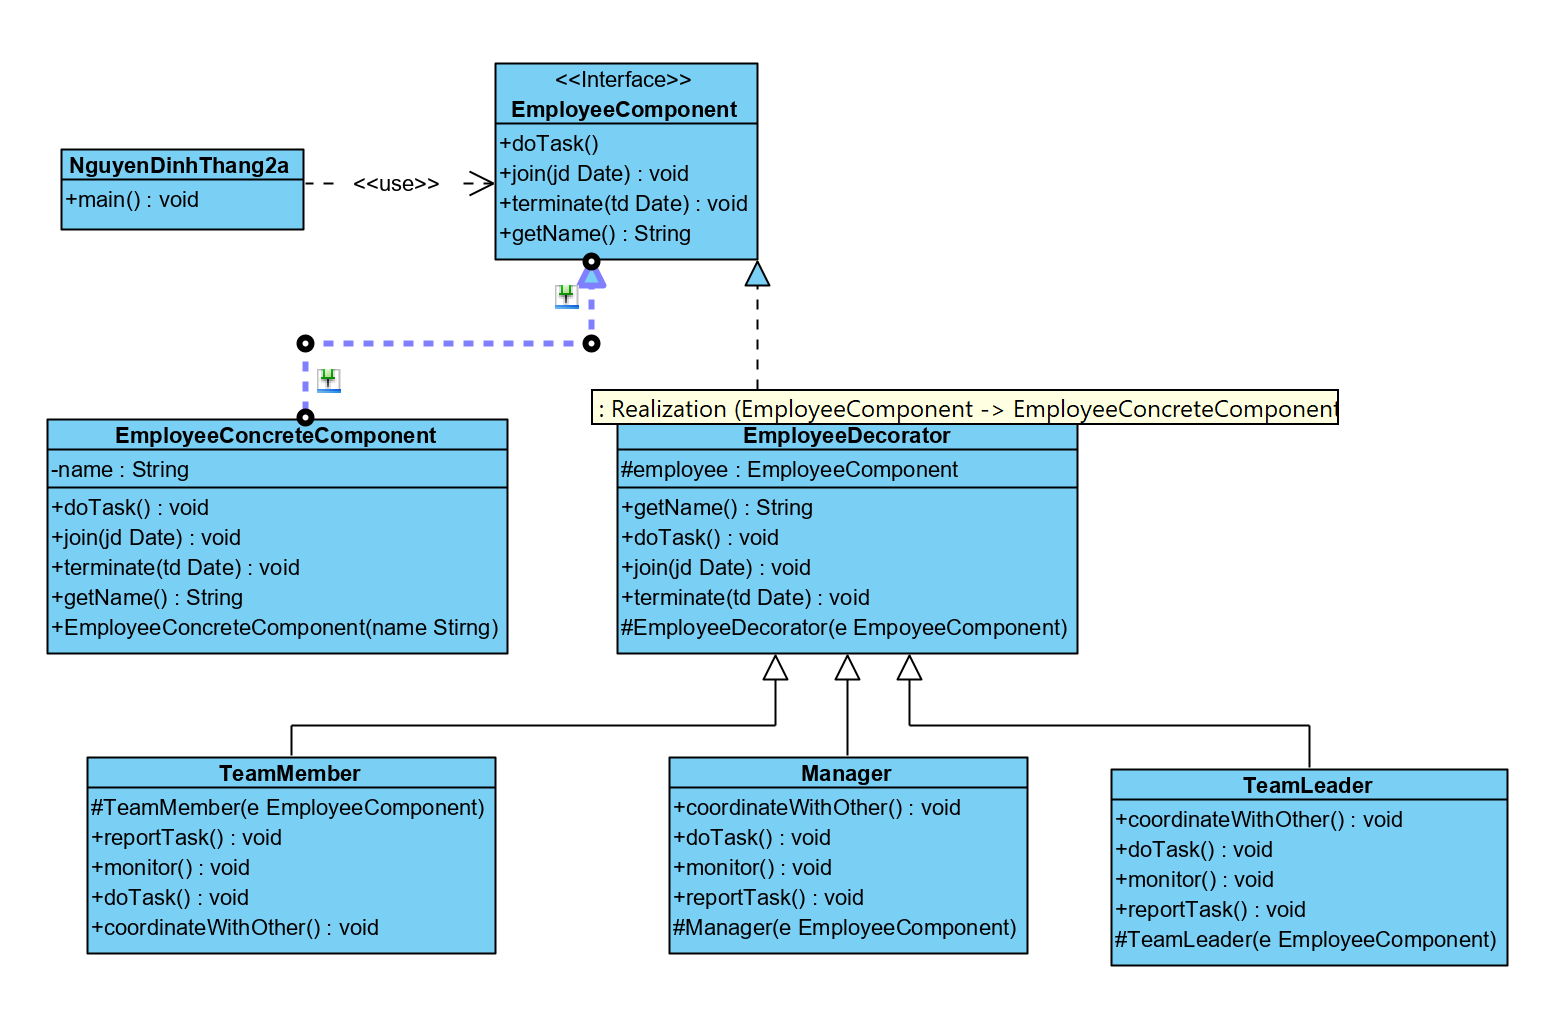 <<Interface>>
EmployeeComponent
+doTask()
+join(jd Date) : void
+terminate(td Date) : void
+getName() : String
NguyenDinhThang2a
+main() : void
<<use>>
: Realization (EmployeeComponent -> EmployeeConcreteComponent
EmployeeConcreteComponent
-name : String
+doTask() : void
+join(jd Date) : void
+terminate(td Date) : void
+getName() : String
+EmployeeConcreteComponent(name Stirng)
EmployeeDecorator
#employee : EmployeeComponent
+getName() : String
+doTask() : void
+join(jd Date) : void
+terminate(td Date) : void
#EmployeeDecorator(e EmpoyeeComponent)
TeamMember
#TeamMember(e EmployeeComponent)
+reportTask() : void
+monitor() : void
+doTask() : void
+coordinateWithOther() : void
Manager
+coordinateWithOther() : void
+doTask() : void
+monitor() : void
+reportTask() : void
#Manager(e EmployeeComponent)
TeamLeader
+coordinateWithOther() : void
+doTask() : void
+monitor() : void
+reportTask() : void
#TeamLeader(e EmployeeComponent)